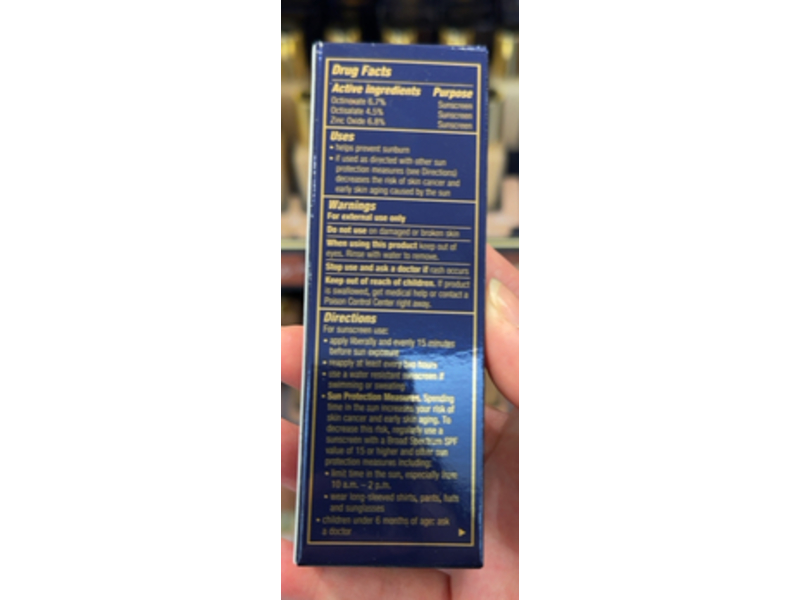 Drug Facts
Active Ingredients Purpose
Octinoxate 6.7% Sunscreen
Octisalate 4.5% Sunscreen
Zinc Oxide 6.8% Sunscreen
Uses
• helps prevent sunburn
• if used as directed with other sun
protection measures (see Directions)
decreases the risk of skin cancer and
early skin aging caused by the sun
Warnings
For external use only
Do not use on damaged or broken skin
When using this product keep out of
eyes. Rinse with water to remove.
Stop use and ask a doctor if rash occurs
Keep out of reach of children. If product
is swallowed, get medical help or contact a
Poison Control Center right away.
Directions
For sunscreen use:
• apply liberally and evenly 15 minutes
before sun exposure
• reapply at least every two hours
• use a water resistant sunscreen if
swimming or sweating
• Sun Protection Measures. Spending
time in the sun increases your risk of
skin cancer and early skin aging. To
decrease this risk, regularly use a
sunscreen with a Broad Spectrum SPF
value of 15 or higher and other sun
protection measures including:
• limit time in the sun, especially from
10 a.m. – 2 p.m.
• wear long-sleeved shirts, pants, hats
and sunglasses
• children under 6 months of age: ask
a doctor